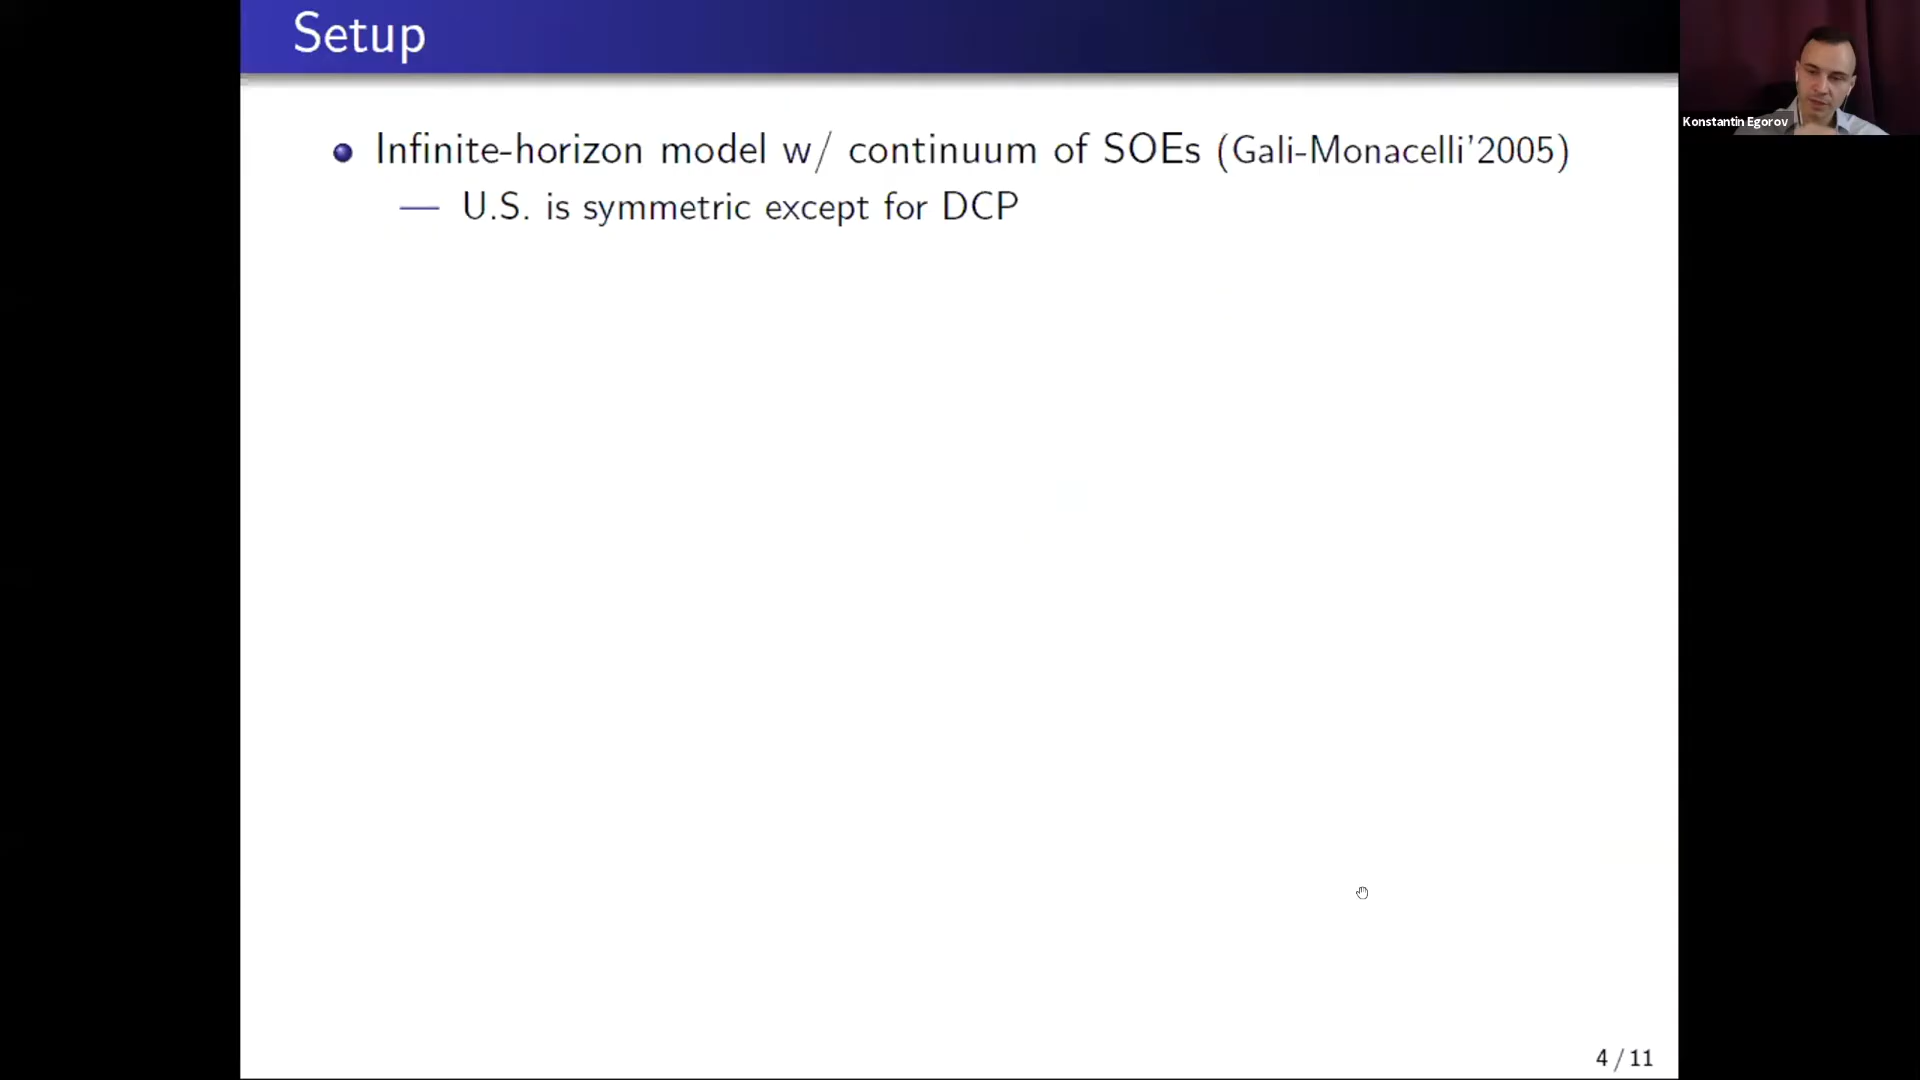 Setup
Konstantin Egorov
Infinite-horizon model w/ continuum of SOEs (Gali-Monacelli'2005)
— U.S. is symmetric except for DCP
4 / 11